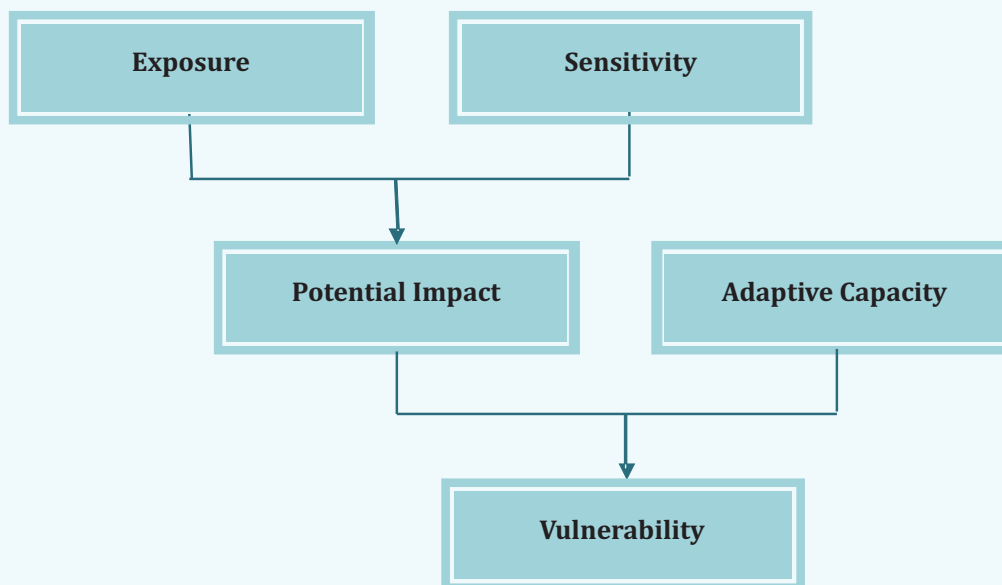 Exposure
Sensitivity
Potential Impact
Adaptive Capacity
Vulnerability